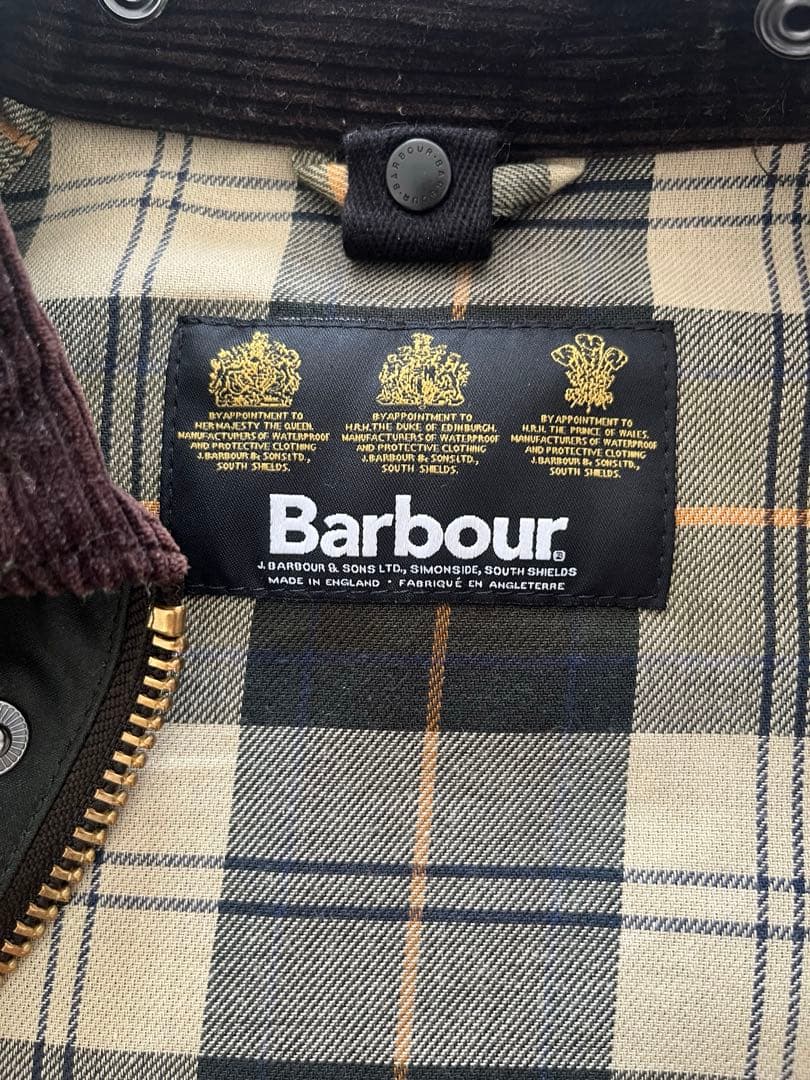 BARBOUR · BARBOUR ·
BY APPOINTMENT TO
HER MAJESTY THE QUEEN.
MANUFACTURERS OF WATERPROOF
AND PROTECTIVE CLOTHING
J.BARBOUR & SONS LTD.,
SOUTH SHIELDS.
BY APPOINTMENT TO
H.R.H. THE DUKE OF EDINBURGH.
MANUFACTURERS OF WATERPROOF
AND PROTECTIVE CLOTHING
J.BARBOUR & SONS LTD.,
SOUTH SHIELDS.
BY APPOINTMENT TO
H.R.H. THE PRINCE OF WALES.
MANUFACTURERS OF WATERPROOF
AND PROTECTIVE CLOTHING
J.BARBOUR & SONS LTD.,
SOUTH SHIELDS.
Barbour®
J. BARBOUR & SONS LTD., SIMONSIDE, SOUTH SHIELDS
MADE IN ENGLAND · FABRIQUÉ EN ANGLETERRE